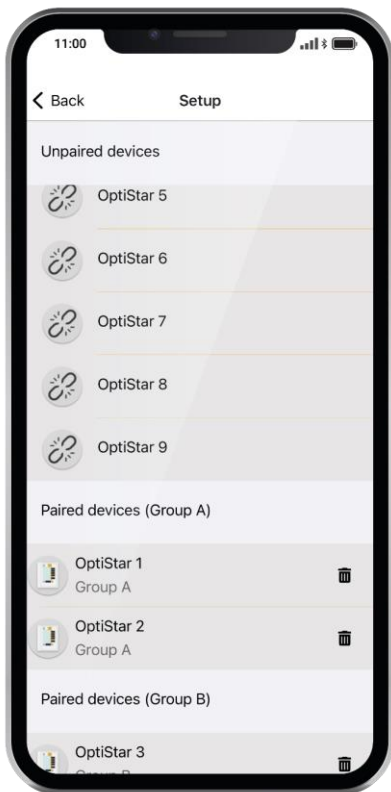 11:00
Back
Setup
Unpaired devices
OptiStar 5
OptiStar 6
OptiStar 7
OptiStar 8
OptiStar 9
Paired devices (Group A)
OptiStar 1
Group A
OptiStar 2
Group A
Paired devices (Group B)
OptiStar 3
Group B